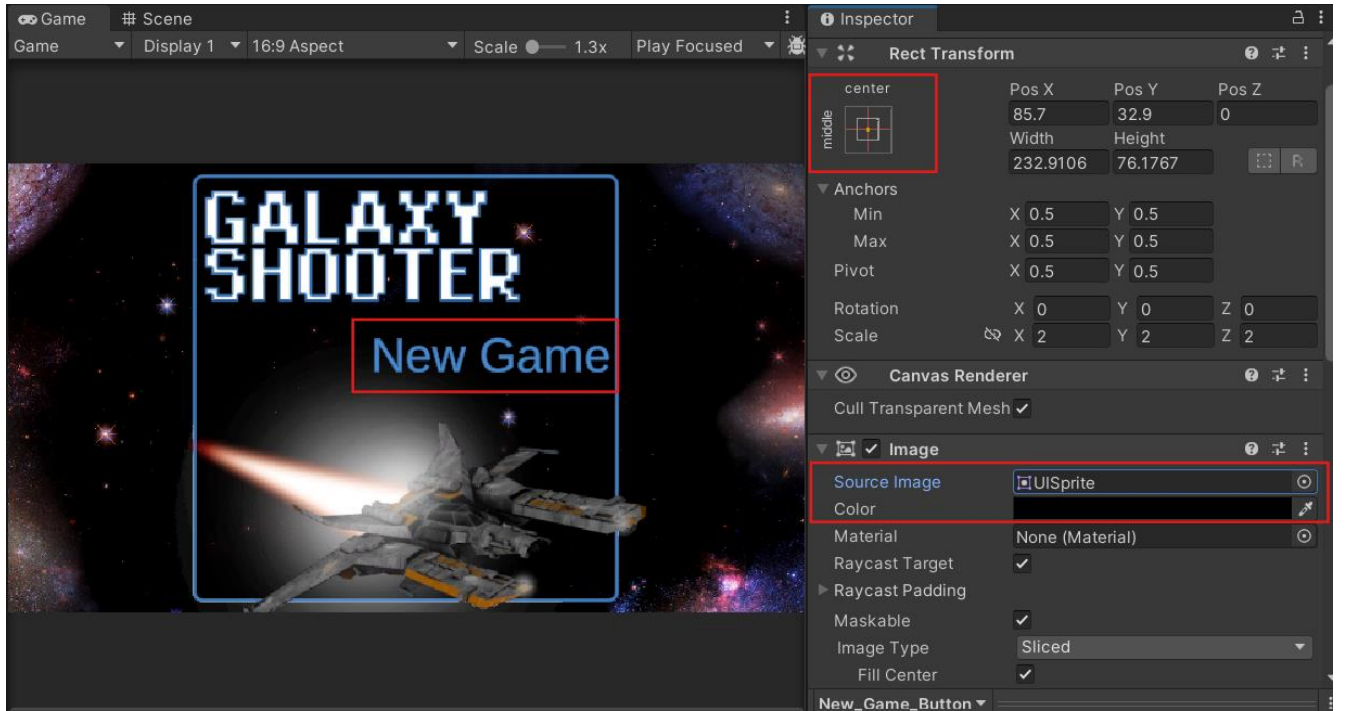 Game
Scene
Inspector
Game
Display 1
16:9 Aspect
Scale
1.3x
Play Focused
Rect Transform
center
middle
Pos X
Pos Y
Pos Z
85.7
32.9
0
Width
Height
232.9106
76.1767
R
Anchors
Min
X 0.5
Y 0.5
Max
X 0.5
Y 0.5
Pivot
X 0.5
Y 0.5
Rotation
X 0
Y 0
Z 0
Scale
X 2
Y 2
Z 2
Canvas Renderer
Cull Transparent Mesh
Image
Source Image
UISprite
Color
Material
None (Material)
Raycast Target
Raycast Padding
Maskable
Image Type
Sliced
Fill Center
New_Game_Button
GALAXY
SHOOTER
New Game